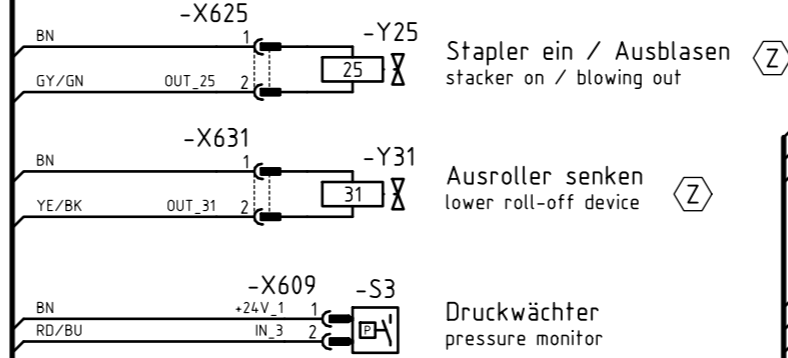 -X625
BN 1 -Y25
25
GY/GN OUT_25 2
Stapler ein / Ausblasen Z
stacker on / blowing out
-X631
BN 1 -Y31
31
YE/BK OUT_31 2
Ausroller senken Z
lower roll-off device
-X609 -S3
BN +24V_1 1
P
RD/BU IN_3 2
Druckwächter
pressure monitor